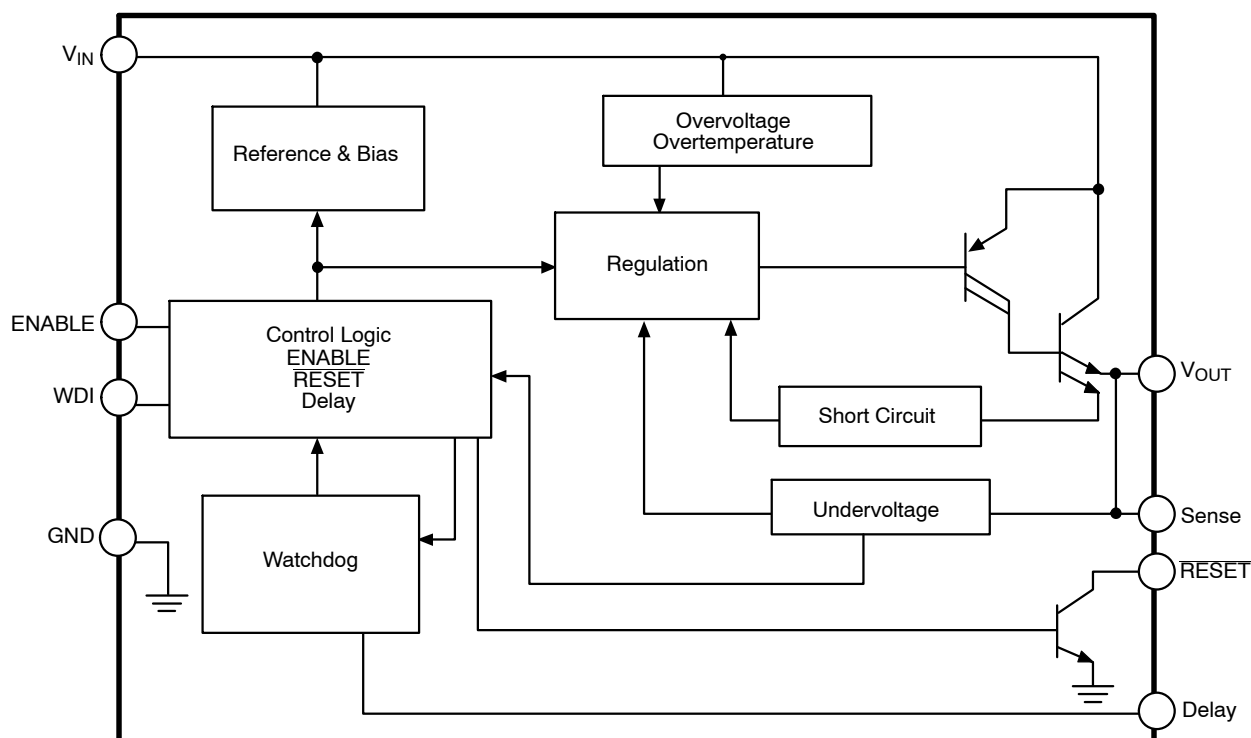 VIN
Overvoltage
Overtemperature
Reference & Bias
Regulation
ENABLE
Control Logic
ENABLE
RESET
Delay
WDI
VOUT
Short Circuit
Undervoltage
Sense
GND
Watchdog
RESET
Delay